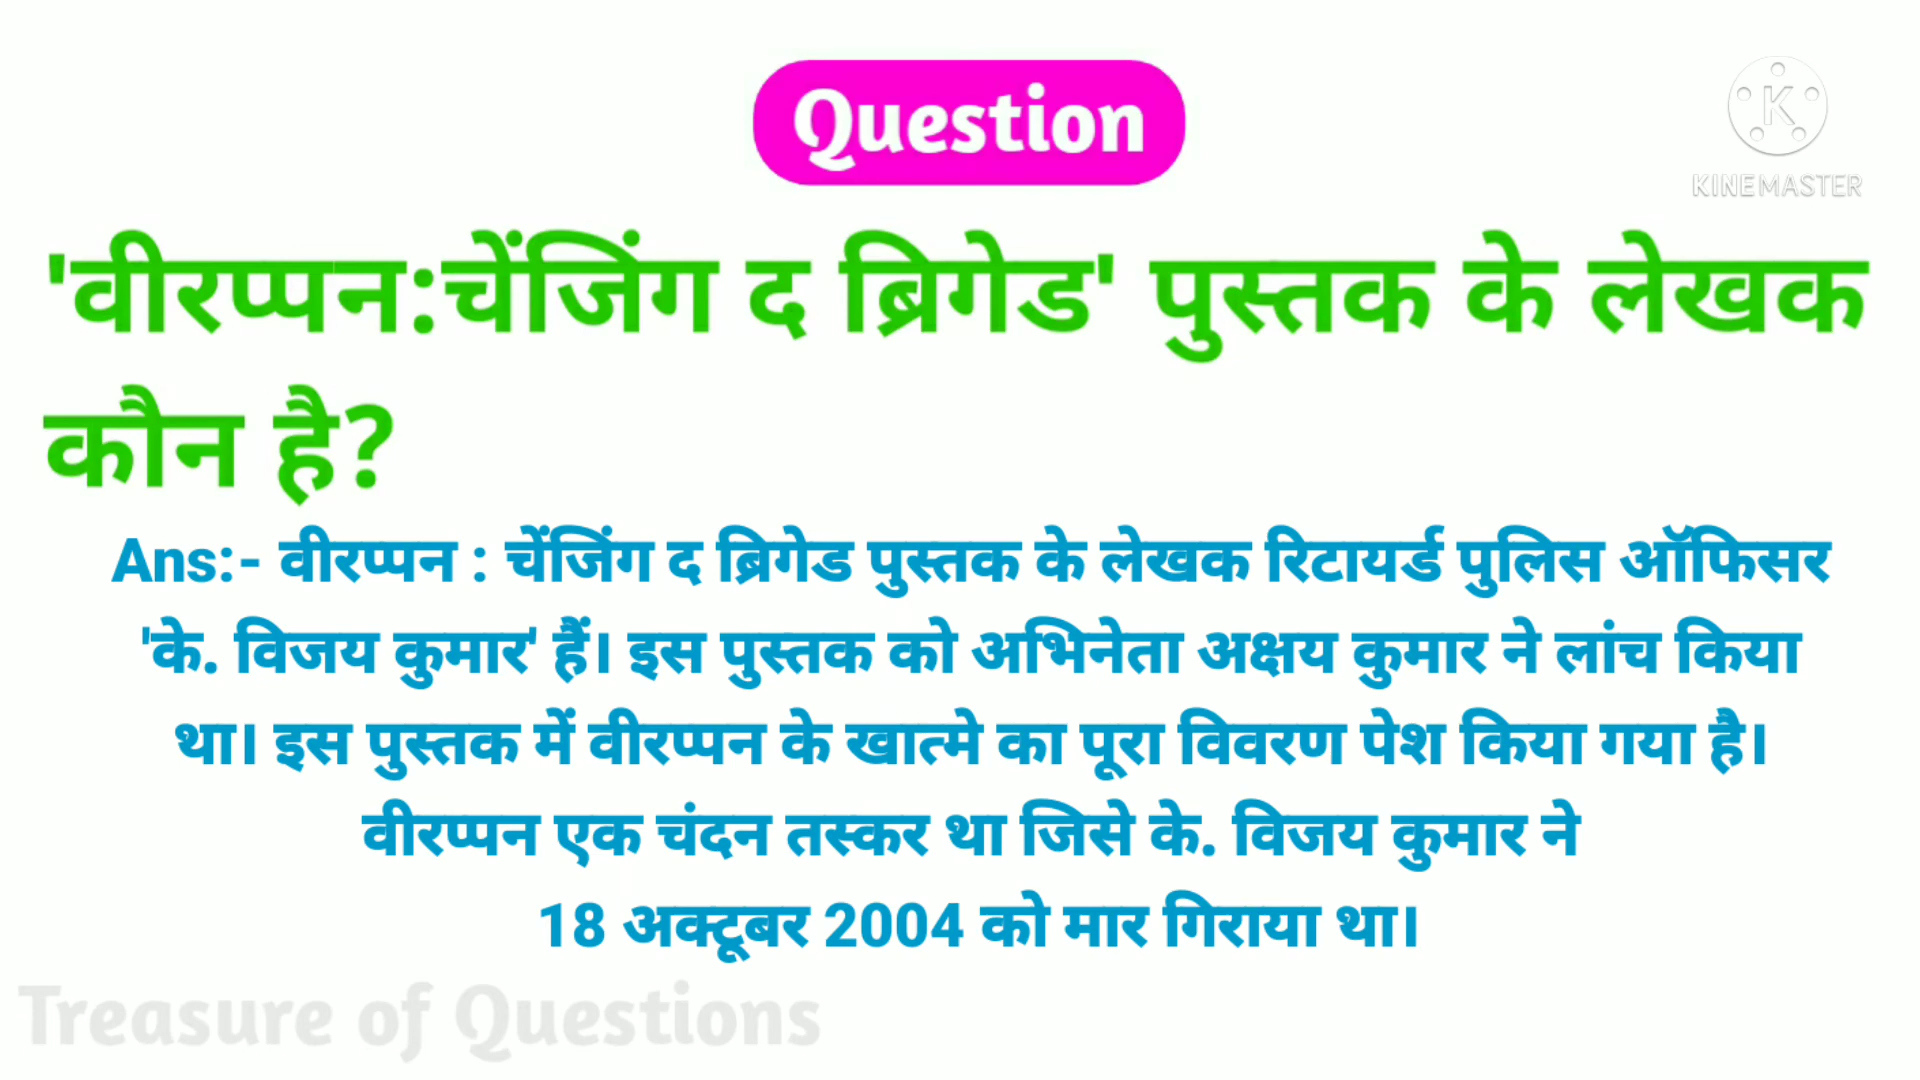 Question
KINEMASTER
'वीरप्पन:चेंजिंग द ब्रिगेड' पुस्तक के लेखक
कौन है?
Ans:- वीरप्पन : चेंजिंग द ब्रिगेड पुस्तक के लेखक रिटायर्ड पुलिस ऑफिसर
'के. विजय कुमार' हैं। इस पुस्तक को अभिनेता अक्षय कुमार ने लांच किया
था। इस पुस्तक में वीरप्पन के खात्मे का पूरा विवरण पेश किया गया है।
वीरप्पन एक चंदन तस्कर था जिसे के. विजय कुमार ने
18 अक्टूबर 2004 को मार गिराया था।
Treasure of Questions